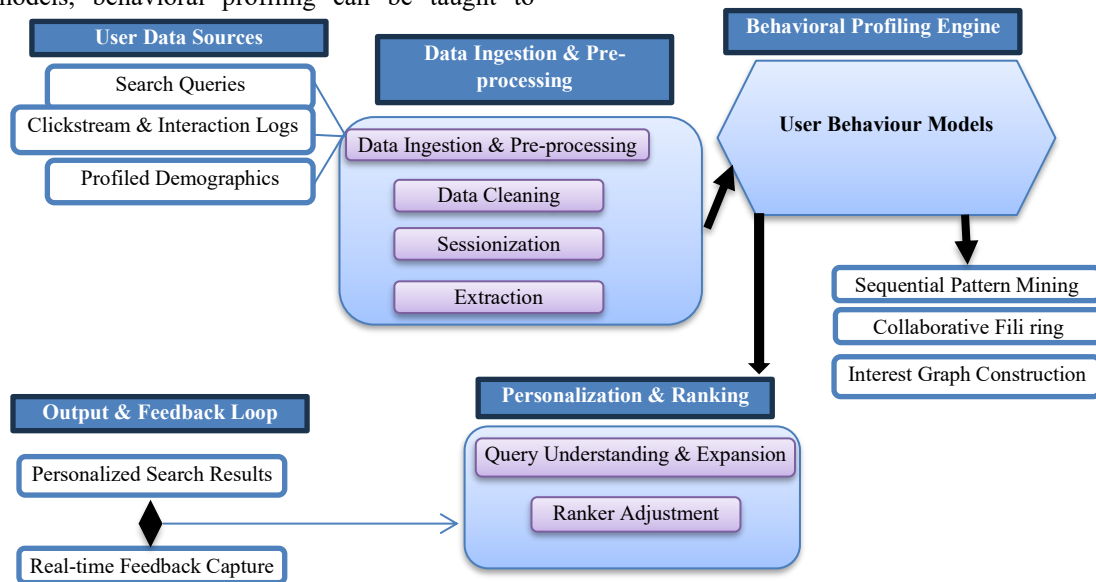 models, behavioral profiling can be taught to
User Data Sources
Search Queries
Clickstream & Interaction Logs
Profiled Demographics
Data Ingestion & Pre-
processing
Data Ingestion & Pre-processing
Data Cleaning
Sessionization
Extraction
Behavioral Profiling Engine
User Behaviour Models
Sequential Pattern Mining
Collaborative Fili ring
Interest Graph Construction
Personalization & Ranking
Query Understanding & Expansion
Ranker Adjustment
Output & Feedback Loop
Personalized Search Results
Real-time Feedback Capture